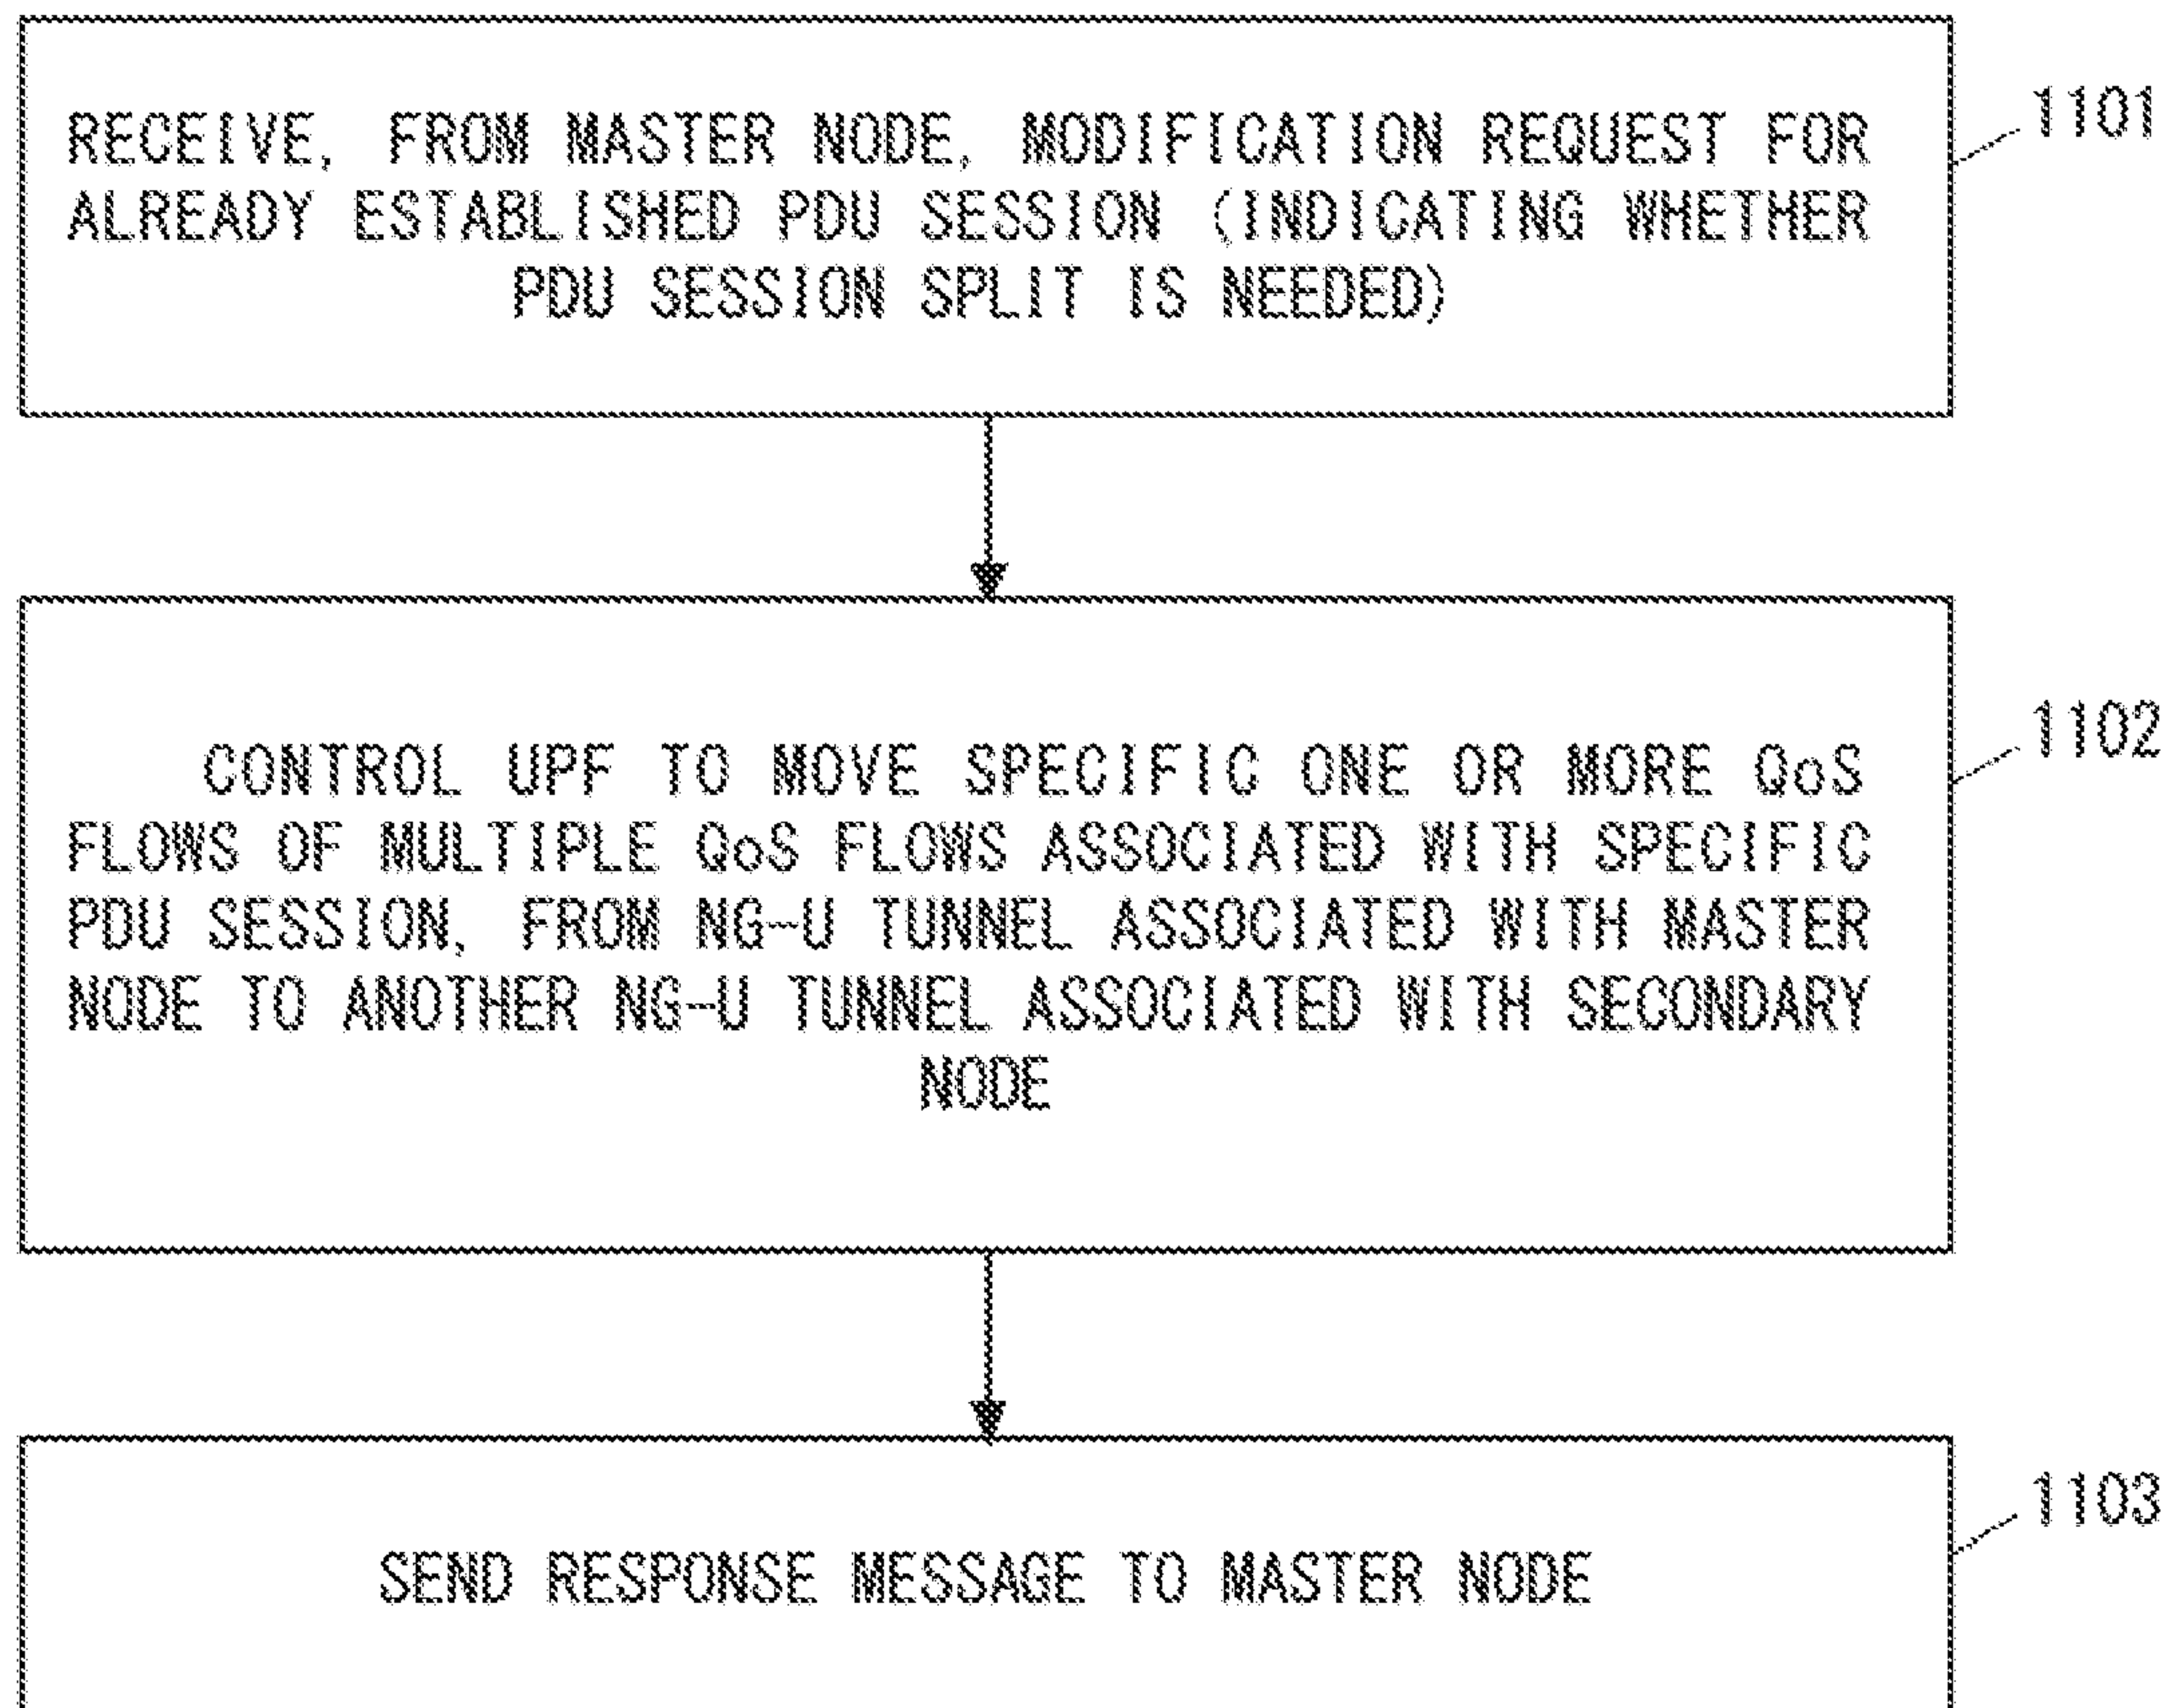 RECEIVE, FROM MASTER NODE, MODIFICATION REQUEST FOR
ALREADY ESTABLISHED PDU SESSION (INDICATING WHETHER
PDU SESSION SPLIT IS NEEDED)
1101
CONTROL UPF TO MOVE SPECIFIC ONE OR MORE QoS
FLOWS OF MULTIPLE QoS FLOWS ASSOCIATED WITH SPECIFIC
PDU SESSION, FROM NG-U TUNNEL ASSOCIATED WITH MASTER
NODE TO ANOTHER NG-U TUNNEL ASSOCIATED WITH SECONDARY
NODE
1102
SEND RESPONSE MESSAGE TO MASTER NODE
1103